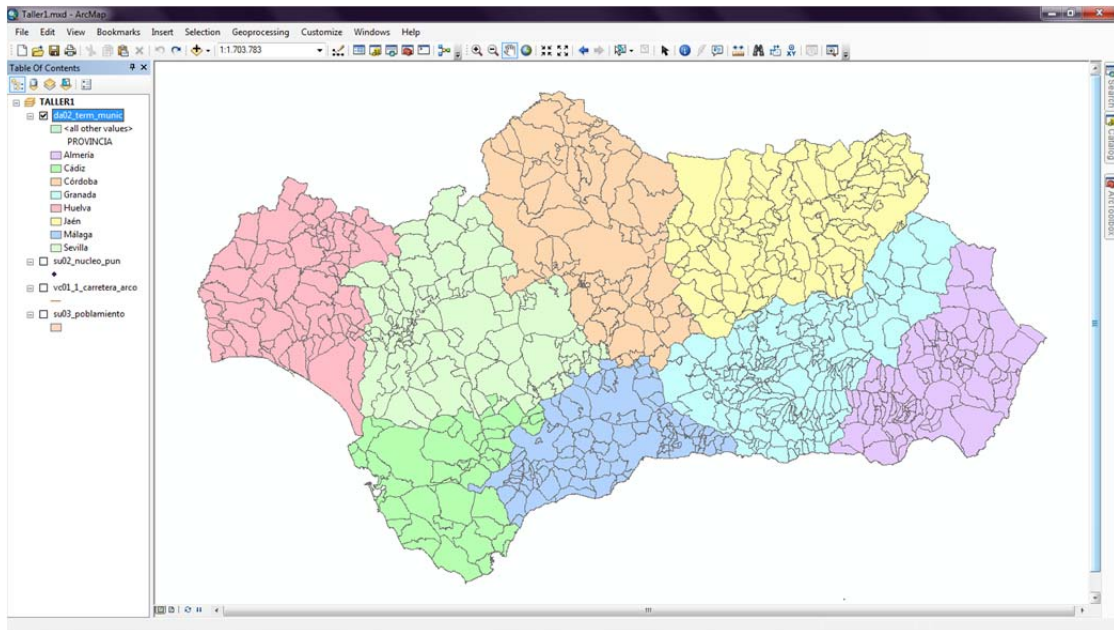 Taller1.mxd - ArcMap
File Edit View Bookmarks Insert Selection Geoprocessing Customize Windows Help
1:1.703.783
Table Of Contents
TALLER1
da02_term_munic
<all other values>
PROVINCIA
Almería
Cádiz
Córdoba
Granada
Huelva
Jaén
Málaga
Sevilla
su02_nucleo_pun
vc01_1_carretera_arco
su03_poblamiento
Search
Catalog
ArcToolbox